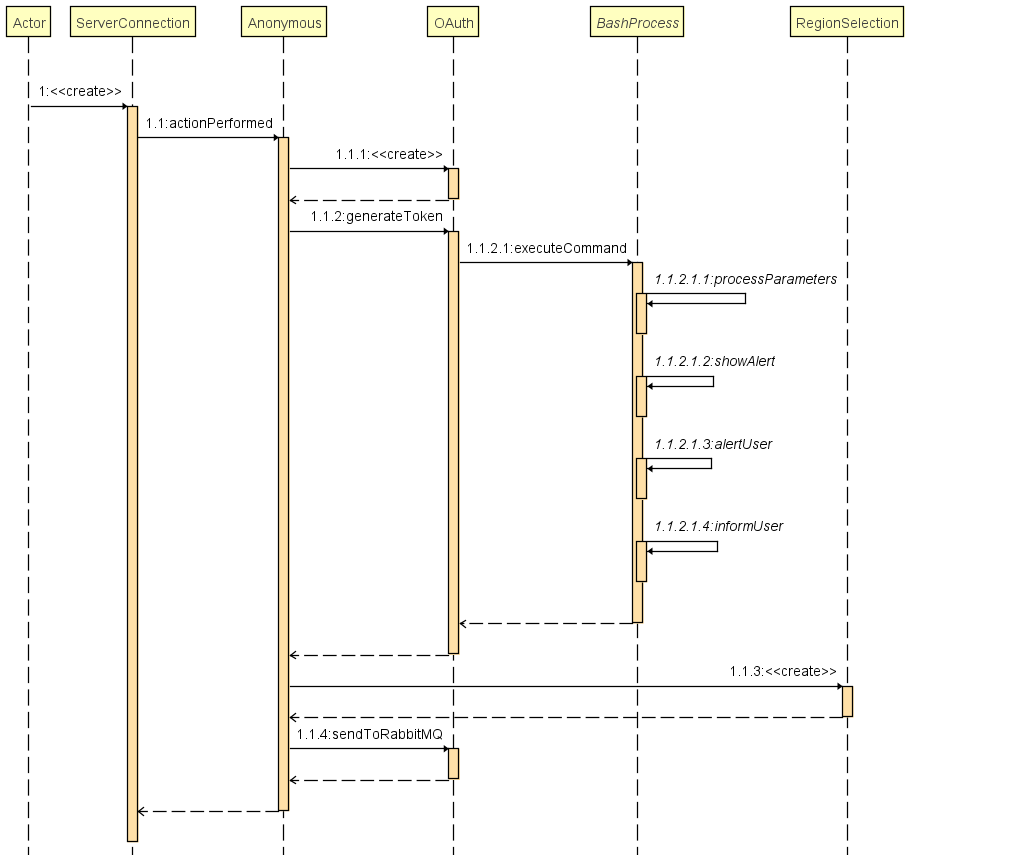 Actor
ServerConnection
Anonymous
OAuth
BashProcess
RegionSelection
1:<<create>>
1.1:actionPerformed
1.1.1:<<create>>
1.1.2:generateToken
1.1.2.1:executeCommand
1.1.2.1.1:processParameters
1.1.2.1.2:showAlert
1.1.2.1.3:alertUser
1.1.2.1.4:informUser
1.1.3:<<create>>
1.1.4:sendToRabbitMQ